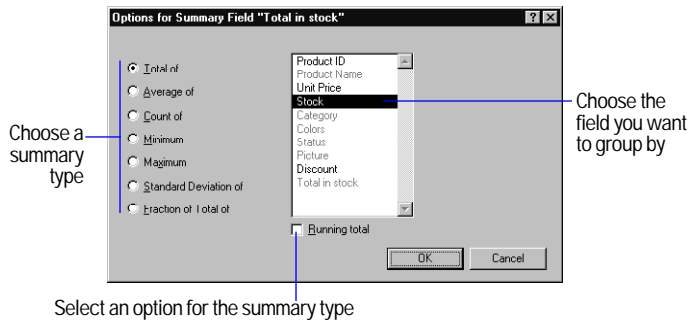 Options for Summary Field "Total in stock"
Total of
Average of
Count of
Minimum
Maximum
Standard Deviation of
Fraction of Total of
Product ID
Product Name
Unit Price
Stock
Category
Colors
Status
Picture
Discount
Total in stock
Running total
OK
Cancel
Choose a
summary
type
Choose the
field you want
to group by
Select an option for the summary type